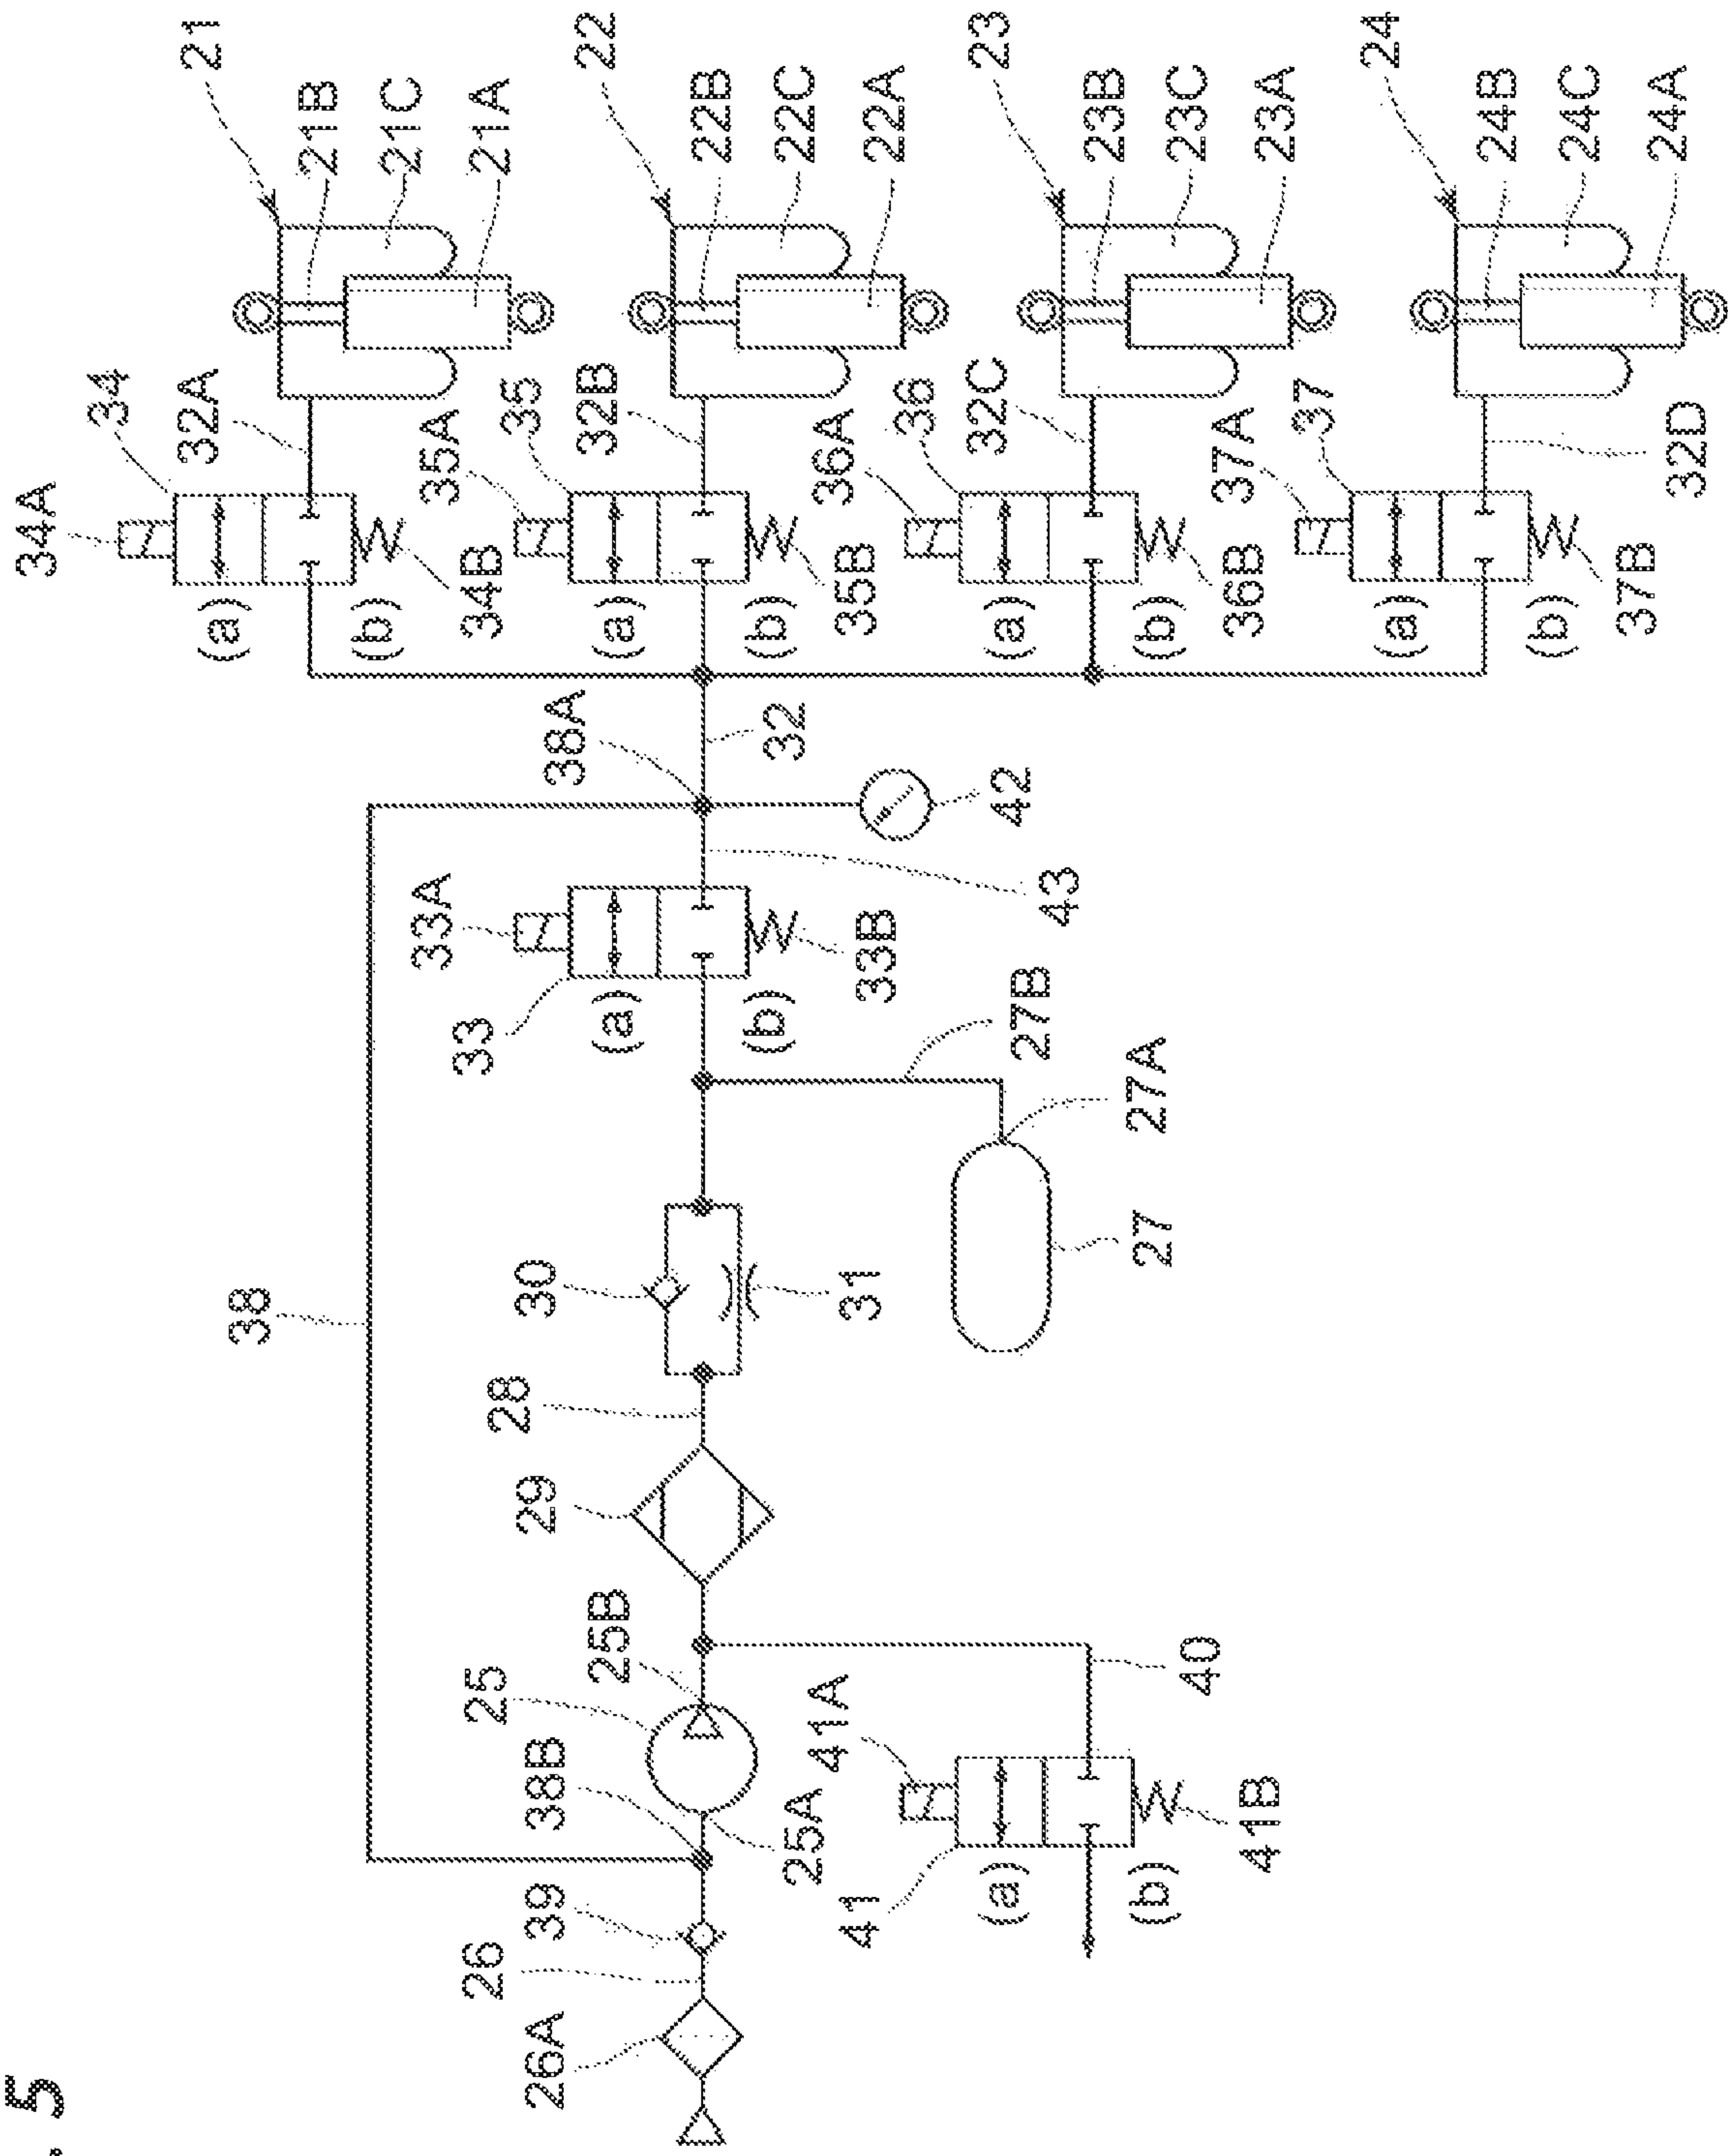 . 5
21
21B
21C
21A
34
32A
34A
(a)
(b)
34B
22
22B
22C
22A
35
35A
32B
(a)
(b)
35B
23
23B
23C
23A
36
36A
32C
(a)
(b)
36B
24
24B
24C
24A
37
37A
32D
(a)
(b)
37B
38
38A
32
42
43
33A
33
(a)
(b)
33B
27B
27A
27
30
31
28
29
25B
25
38B
25A
40
41A
41
(a)
(b)
41B
39
26
26A